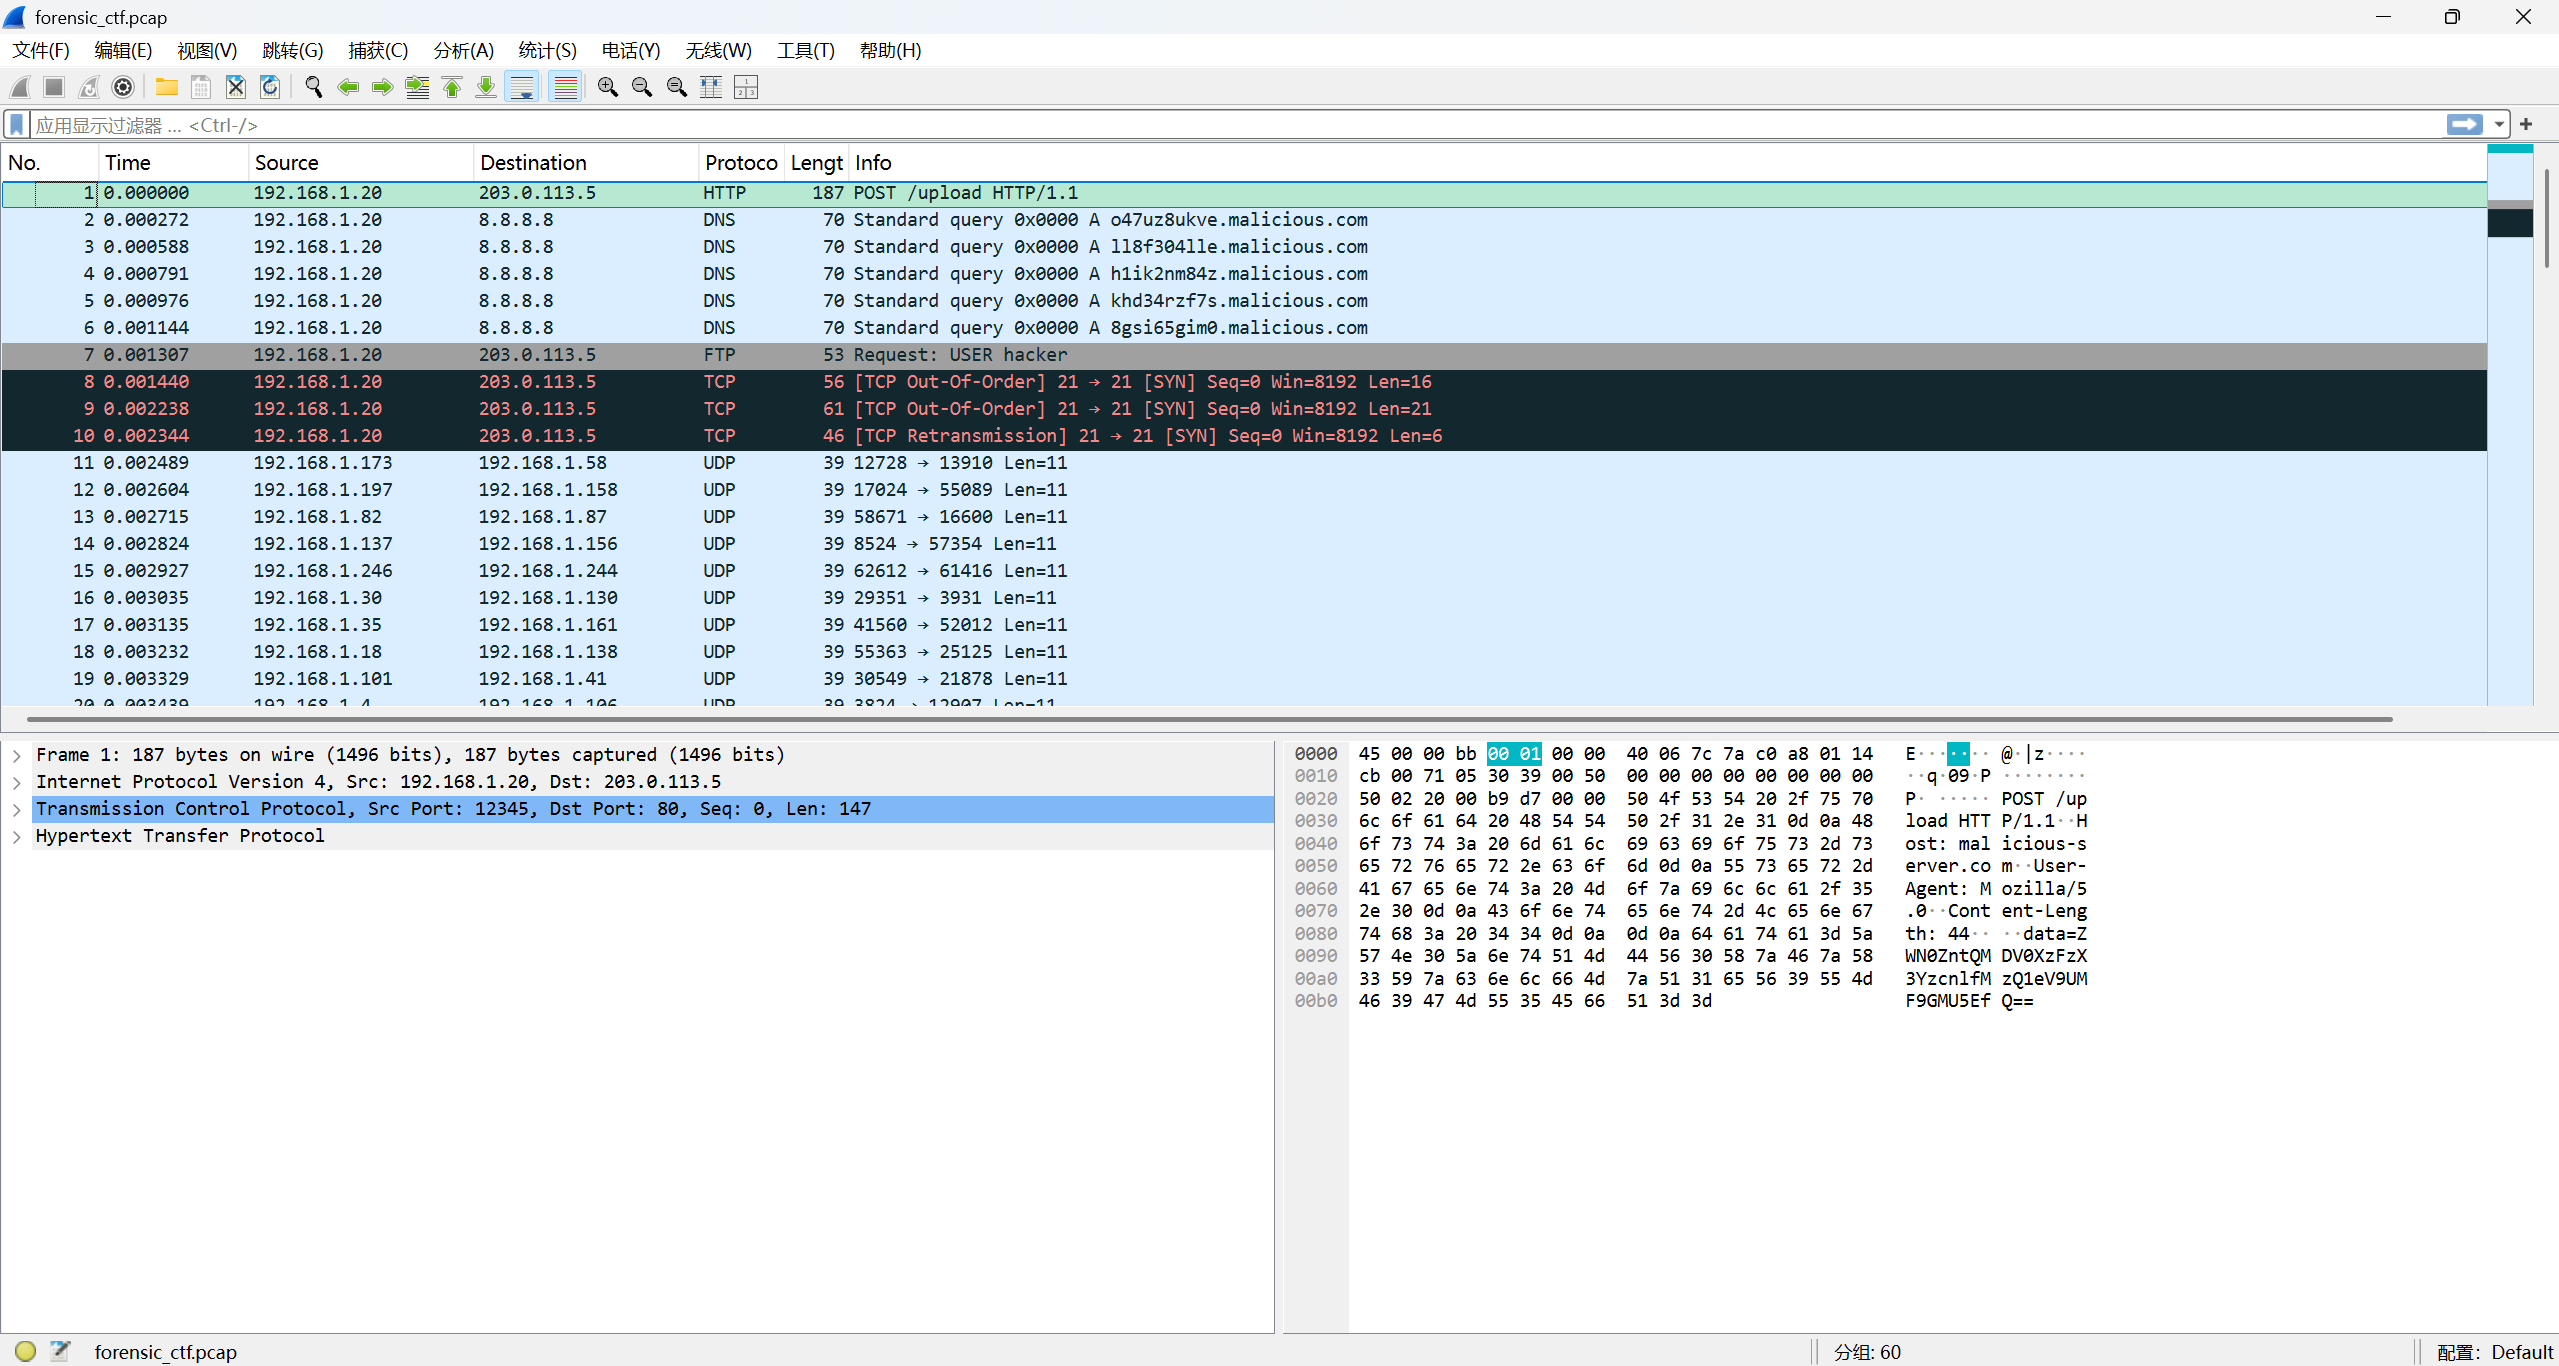 forensic_ctf.pcap
文件(F) 编辑(E) 视图(V) 跳转(G) 捕获(C) 分析(A) 统计(S) 电话(Y) 无线(W) 工具(T) 帮助(H)
应用显示过滤器 … <Ctrl-/>
No. Time Source Destination Protoco Lengt Info
1 0.000000 192.168.1.20 203.0.113.5 HTTP 187 POST /upload HTTP/1.1
2 0.000272 192.168.1.20 8.8.8.8 DNS 70 Standard query 0x0000 A o47uz8ukve.malicious.com
3 0.000588 192.168.1.20 8.8.8.8 DNS 70 Standard query 0x0000 A ll8f304lle.malicious.com
4 0.000791 192.168.1.20 8.8.8.8 DNS 70 Standard query 0x0000 A h1ik2nm84z.malicious.com
5 0.000976 192.168.1.20 8.8.8.8 DNS 70 Standard query 0x0000 A khd34rzf7s.malicious.com
6 0.001144 192.168.1.20 8.8.8.8 DNS 70 Standard query 0x0000 A 8gsi65gim0.malicious.com
7 0.001307 192.168.1.20 203.0.113.5 FTP 53 Request: USER hacker
8 0.001440 192.168.1.20 203.0.113.5 TCP 56 [TCP Out-Of-Order] 21 → 21 [SYN] Seq=0 Win=8192 Len=16
9 0.002238 192.168.1.20 203.0.113.5 TCP 61 [TCP Out-Of-Order] 21 → 21 [SYN] Seq=0 Win=8192 Len=21
10 0.002344 192.168.1.20 203.0.113.5 TCP 46 [TCP Retransmission] 21 → 21 [SYN] Seq=0 Win=8192 Len=6
11 0.002489 192.168.1.173 192.168.1.58 UDP 39 12728 → 13910 Len=11
12 0.002604 192.168.1.197 192.168.1.158 UDP 39 17024 → 55089 Len=11
13 0.002715 192.168.1.82 192.168.1.87 UDP 39 58671 → 16600 Len=11
14 0.002824 192.168.1.137 192.168.1.156 UDP 39 8524 → 57354 Len=11
15 0.002927 192.168.1.246 192.168.1.244 UDP 39 62612 → 61416 Len=11
16 0.003035 192.168.1.30 192.168.1.130 UDP 39 29351 → 3931 Len=11
17 0.003135 192.168.1.35 192.168.1.161 UDP 39 41560 → 52012 Len=11
18 0.003232 192.168.1.18 192.168.1.138 UDP 39 55363 → 25125 Len=11
19 0.003329 192.168.1.101 192.168.1.41 UDP 39 30549 → 21878 Len=11
20 0.003439 192.168.1.4 192.168.1.106 UDP 39 3824 → 12907 Len=11
Frame 1: 187 bytes on wire (1496 bits), 187 bytes captured (1496 bits)
Internet Protocol Version 4, Src: 192.168.1.20, Dst: 203.0.113.5
Transmission Control Protocol, Src Port: 12345, Dst Port: 80, Seq: 0, Len: 147
Hypertext Transfer Protocol
0000 45 00 00 bb 00 01 00 00 40 06 7c 7a c0 a8 01 14 E······· @·|z····
0010 cb 00 71 05 30 39 00 50 00 00 00 00 00 00 00 00 ··q·09·P ········
0020 50 02 20 00 b9 d7 00 00 50 4f 53 54 20 2f 75 70 P· ····· POST /up
0030 6c 6f 61 64 20 48 54 54 50 2f 31 2e 31 0d 0a 48 load HTT P/1.1··H
0040 6f 73 74 3a 20 6d 61 6c 69 63 69 6f 75 73 2d 73 ost: mal icious-s
0050 65 72 76 65 72 2e 63 6f 6d 0d 0a 55 73 65 72 2d erver.co m··User-
0060 41 67 65 6e 74 3a 20 4d 6f 7a 69 6c 6c 61 2f 35 Agent: M ozilla/5
0070 2e 30 0d 0a 43 6f 6e 74 65 6e 74 2d 4c 65 6e 67 .0··Cont ent-Leng
0080 74 68 3a 20 34 34 0d 0a 0d 0a 64 61 74 61 3d 5a th: 44·· ··data=Z
0090 57 4e 30 5a 6e 74 51 4d 44 56 30 58 7a 46 7a 58 WN0ZntQM DV0XzFzX
00a0 33 59 7a 63 6e 6c 66 4d 7a 51 31 65 56 39 55 4d 3YzcnlfM zQ1eV9UM
00b0 46 39 47 4d 55 35 45 66 51 3d 3d F9GMU5Ef Q==
forensic_ctf.pcap
分组: 60
配置: Default